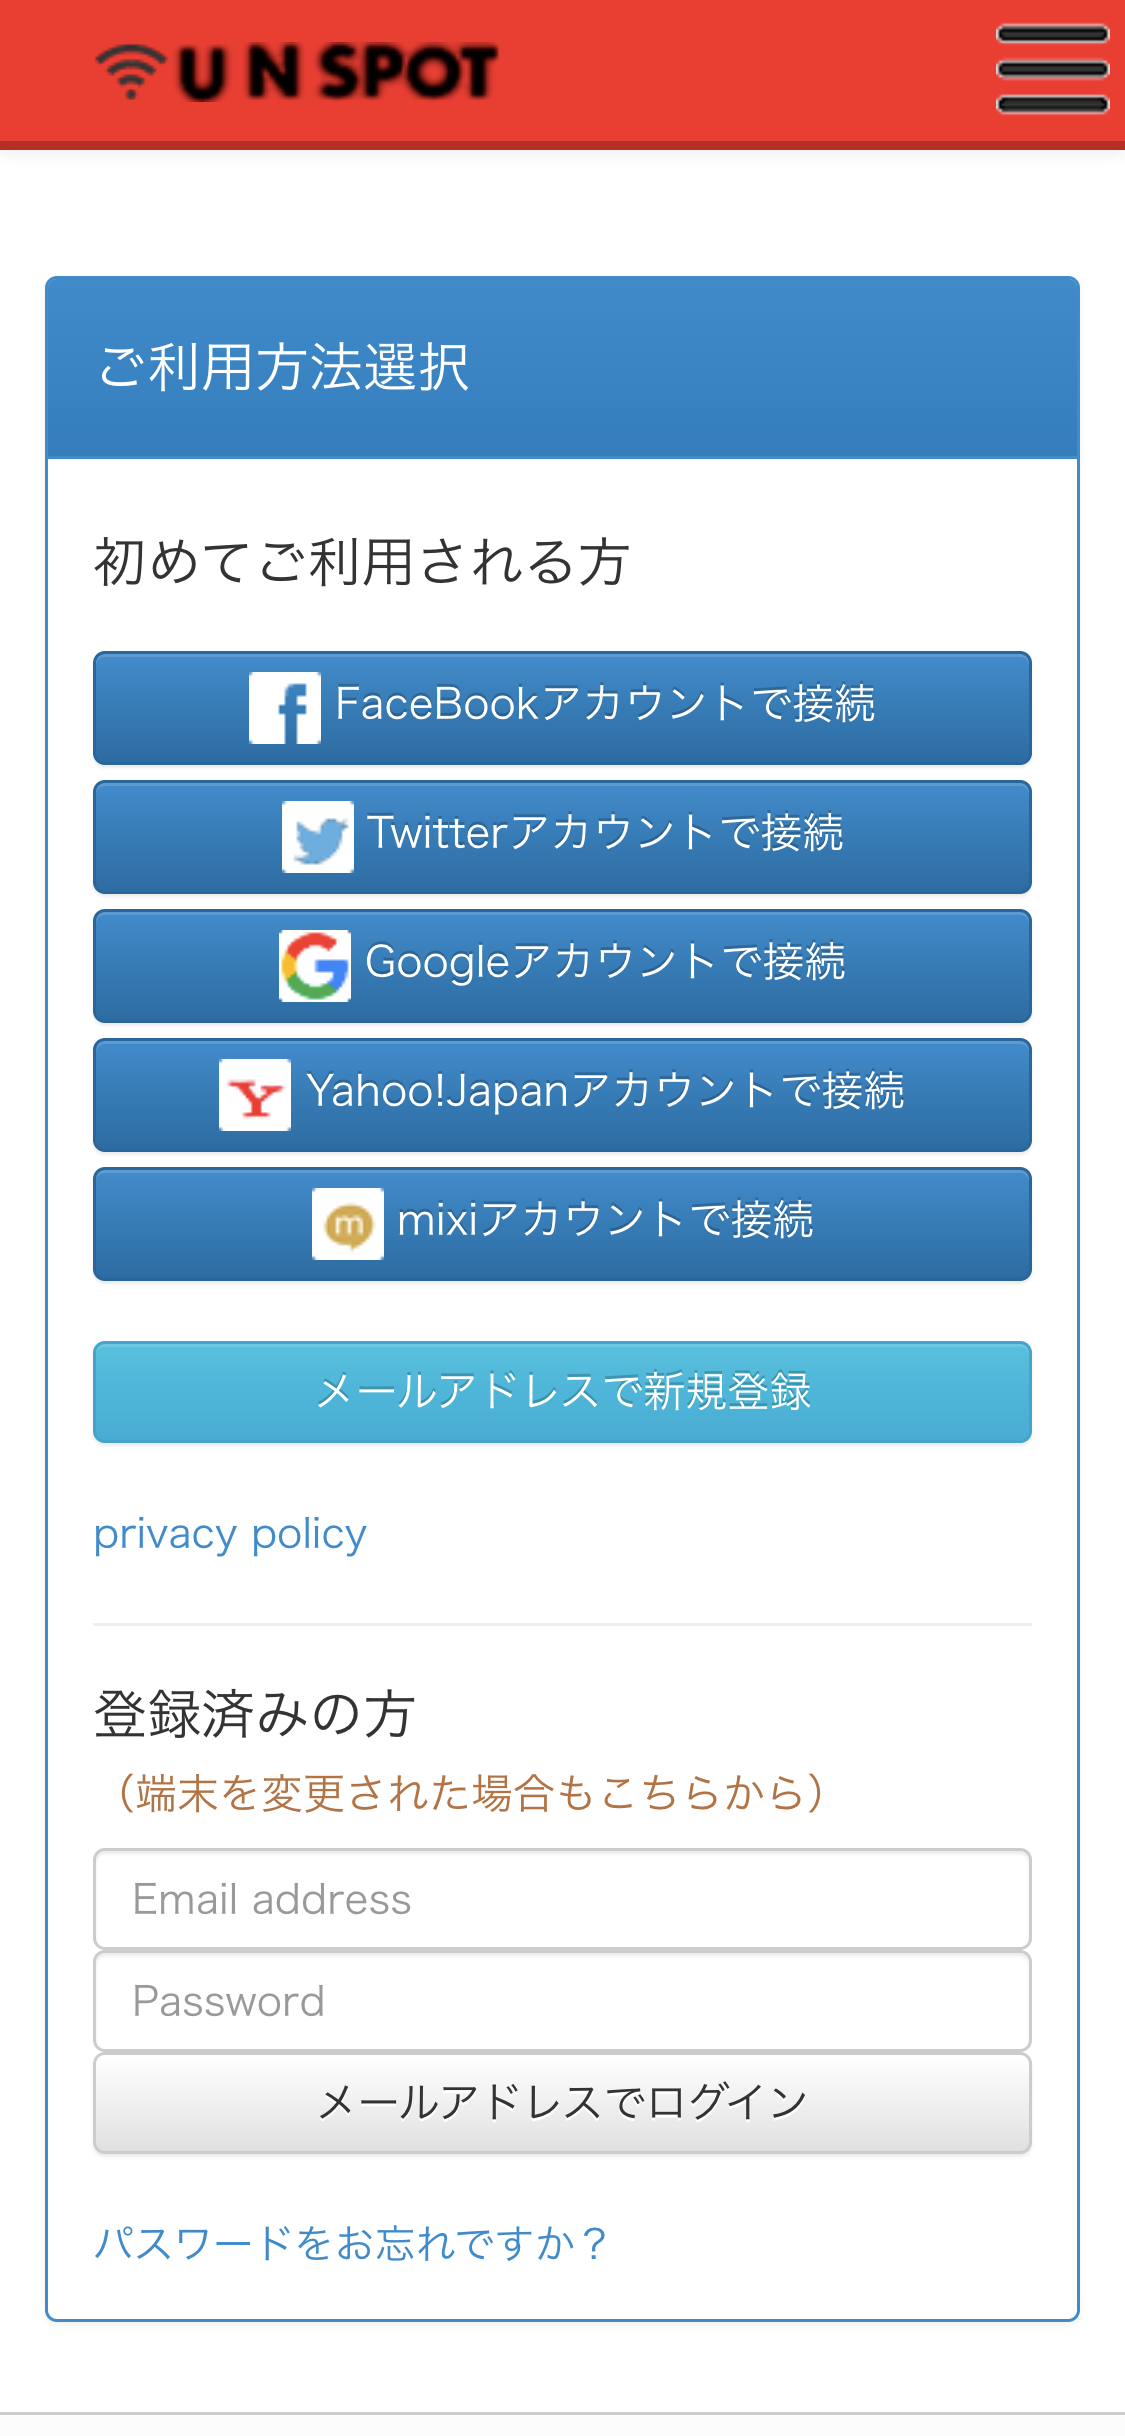 U N SPOT
ご利用方法選択
初めてご利用される方
FaceBookアカウントで接続
Twitterアカウントで接続
Googleアカウントで接続
Yahoo!Japanアカウントで接続
mixiアカウントで接続
メールアドレスで新規登録
privacy policy
登録済みの方
（端末を変更された場合もこちらから）
Email address
Password
メールアドレスでログイン
パスワードをお忘れですか？